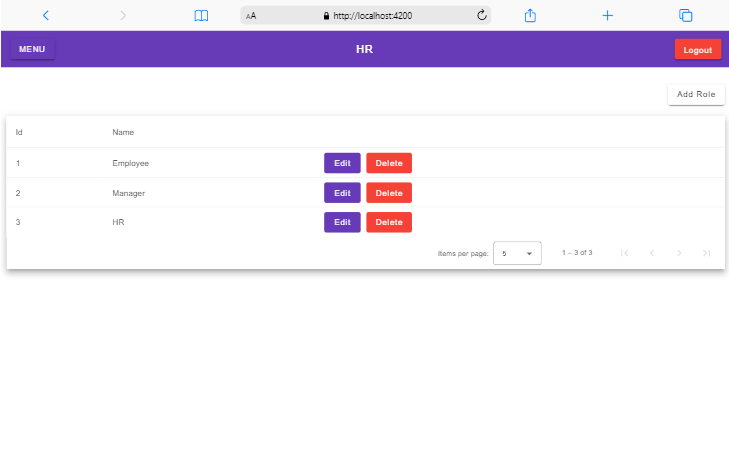 AA http://localhost:4200
MENU HR Logout
Add Role
Id Name
1 Employee Edit Delete
2 Manager Edit Delete
3 HR Edit Delete
Items per page: 5 1 – 3 of 3